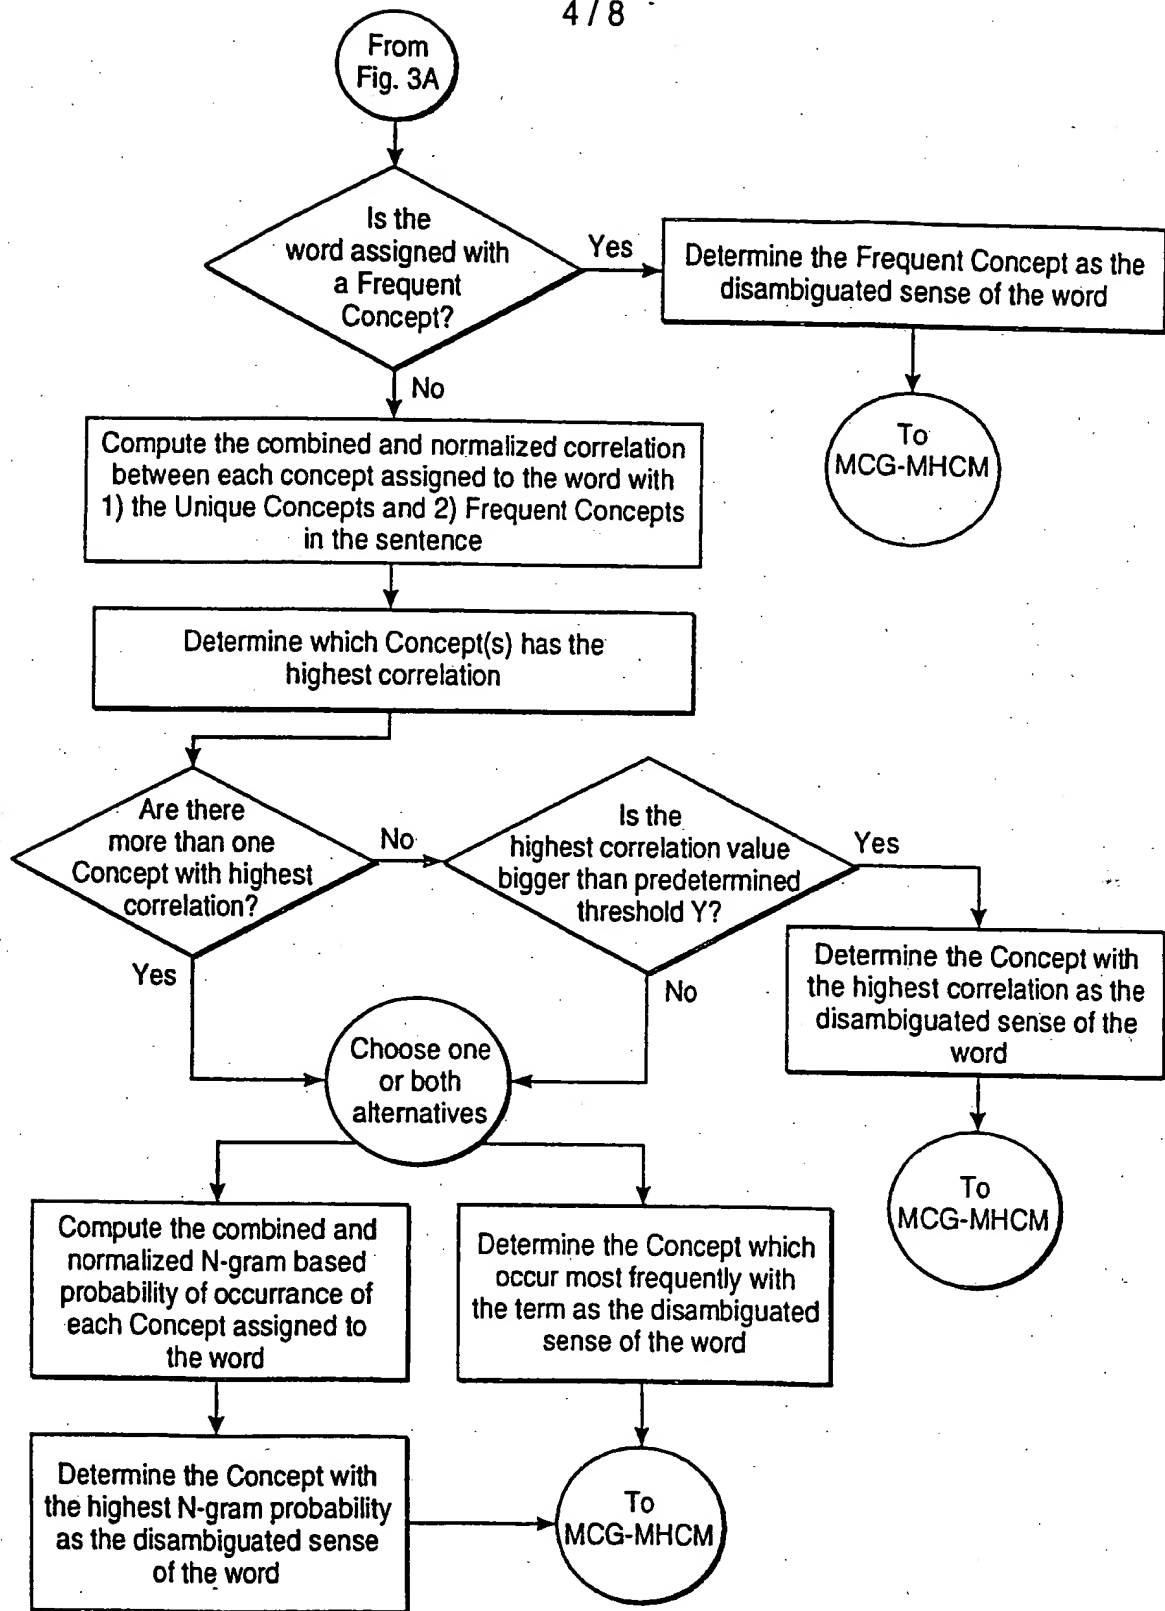 4 / 8
From
Fig. 3A
Is the
word assigned with
a Frequent
Concept?
Yes
Determine the Frequent Concept as the
disambiguated sense of the word
No
To
MCG-MHCM
Compute the combined and normalized correlation
between each concept assigned to the word with
1) the Unique Concepts and 2) Frequent Concepts
in the sentence
Determine which Concept(s) has the
highest correlation
Are there
more than one
Concept with highest
correlation?
No
Is the
highest correlation value
bigger than predetermined
threshold Y?
Yes
Yes
No
Determine the Concept with
the highest correlation as the
disambiguated sense of the
word
Choose one
or both
alternatives
To
MCG-MHCM
Compute the combined and
normalized N-gram based
probability of occurrance of
each Concept assigned to
the word
Determine the Concept which
occur most frequently with
the term as the disambiguated
sense of the word
Determine the Concept with
the highest N-gram probability
as the disambiguated sense
of the word
To
MCG-MHCM